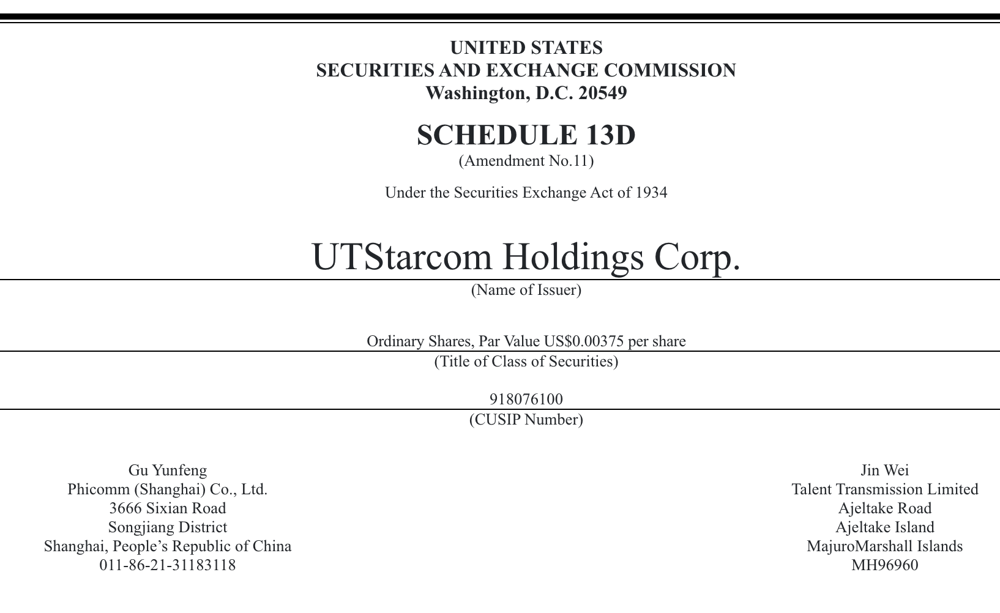 UNITED STATES
SECURITIES AND EXCHANGE COMMISSION
Washington, D.C. 20549
SCHEDULE 13D
(Amendment No.11)
Under the Securities Exchange Act of 1934
UTStarcom Holdings Corp.
(Name of Issuer)
Ordinary Shares, Par Value US$0.00375 per share
(Title of Class of Securities)
918076100
(CUSIP Number)
Gu Yunfeng
Phicomm (Shanghai) Co., Ltd.
3666 Sixian Road
Songjiang District
Shanghai, People’s Republic of China
011-86-21-31183118
Jin Wei
Talent Transmission Limited
Ajeltake Road
Ajeltake Island
MajuroMarshall Islands
MH96960